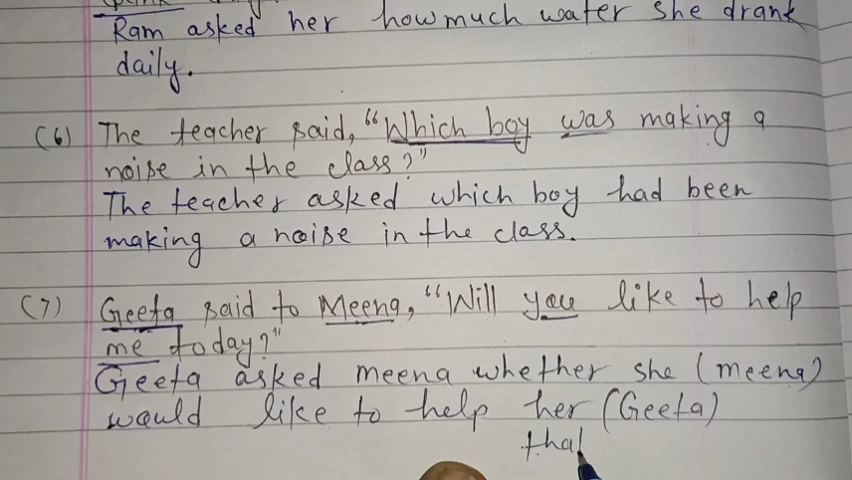 Ram asked her howmuch water she drank
daily.
(6) The teacher said, "Which boy was making a
noise in the class?"
The teacher asked which boy had been
making a noise in the class.
(7) Geeta said to Meena, "Will you like to help
me today?"
Geeta asked meena whether she (meena)
would like to help her (Geeta)
that